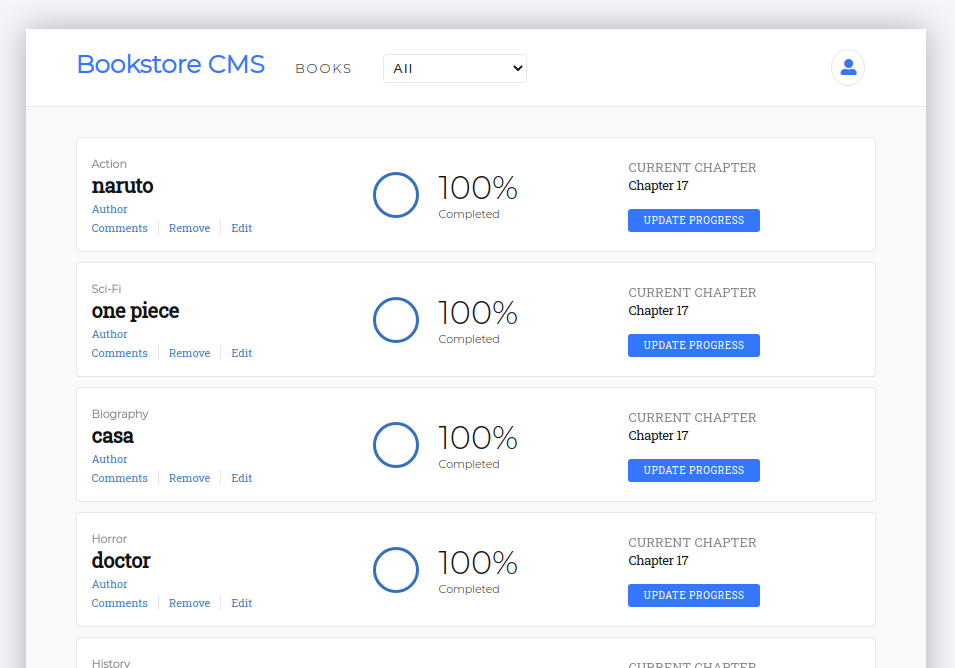 Bookstore CMS
BOOKS
All
Action
naruto
Author
Comments
Remove
Edit
100%
Completed
CURRENT CHAPTER
Chapter 17
UPDATE PROGRESS
Sci-Fi
one piece
Author
Comments
Remove
Edit
100%
Completed
CURRENT CHAPTER
Chapter 17
UPDATE PROGRESS
Biography
casa
Author
Comments
Remove
Edit
100%
Completed
CURRENT CHAPTER
Chapter 17
UPDATE PROGRESS
Horror
doctor
Author
Comments
Remove
Edit
100%
Completed
CURRENT CHAPTER
Chapter 17
UPDATE PROGRESS
History
CURRENT CHAPTER